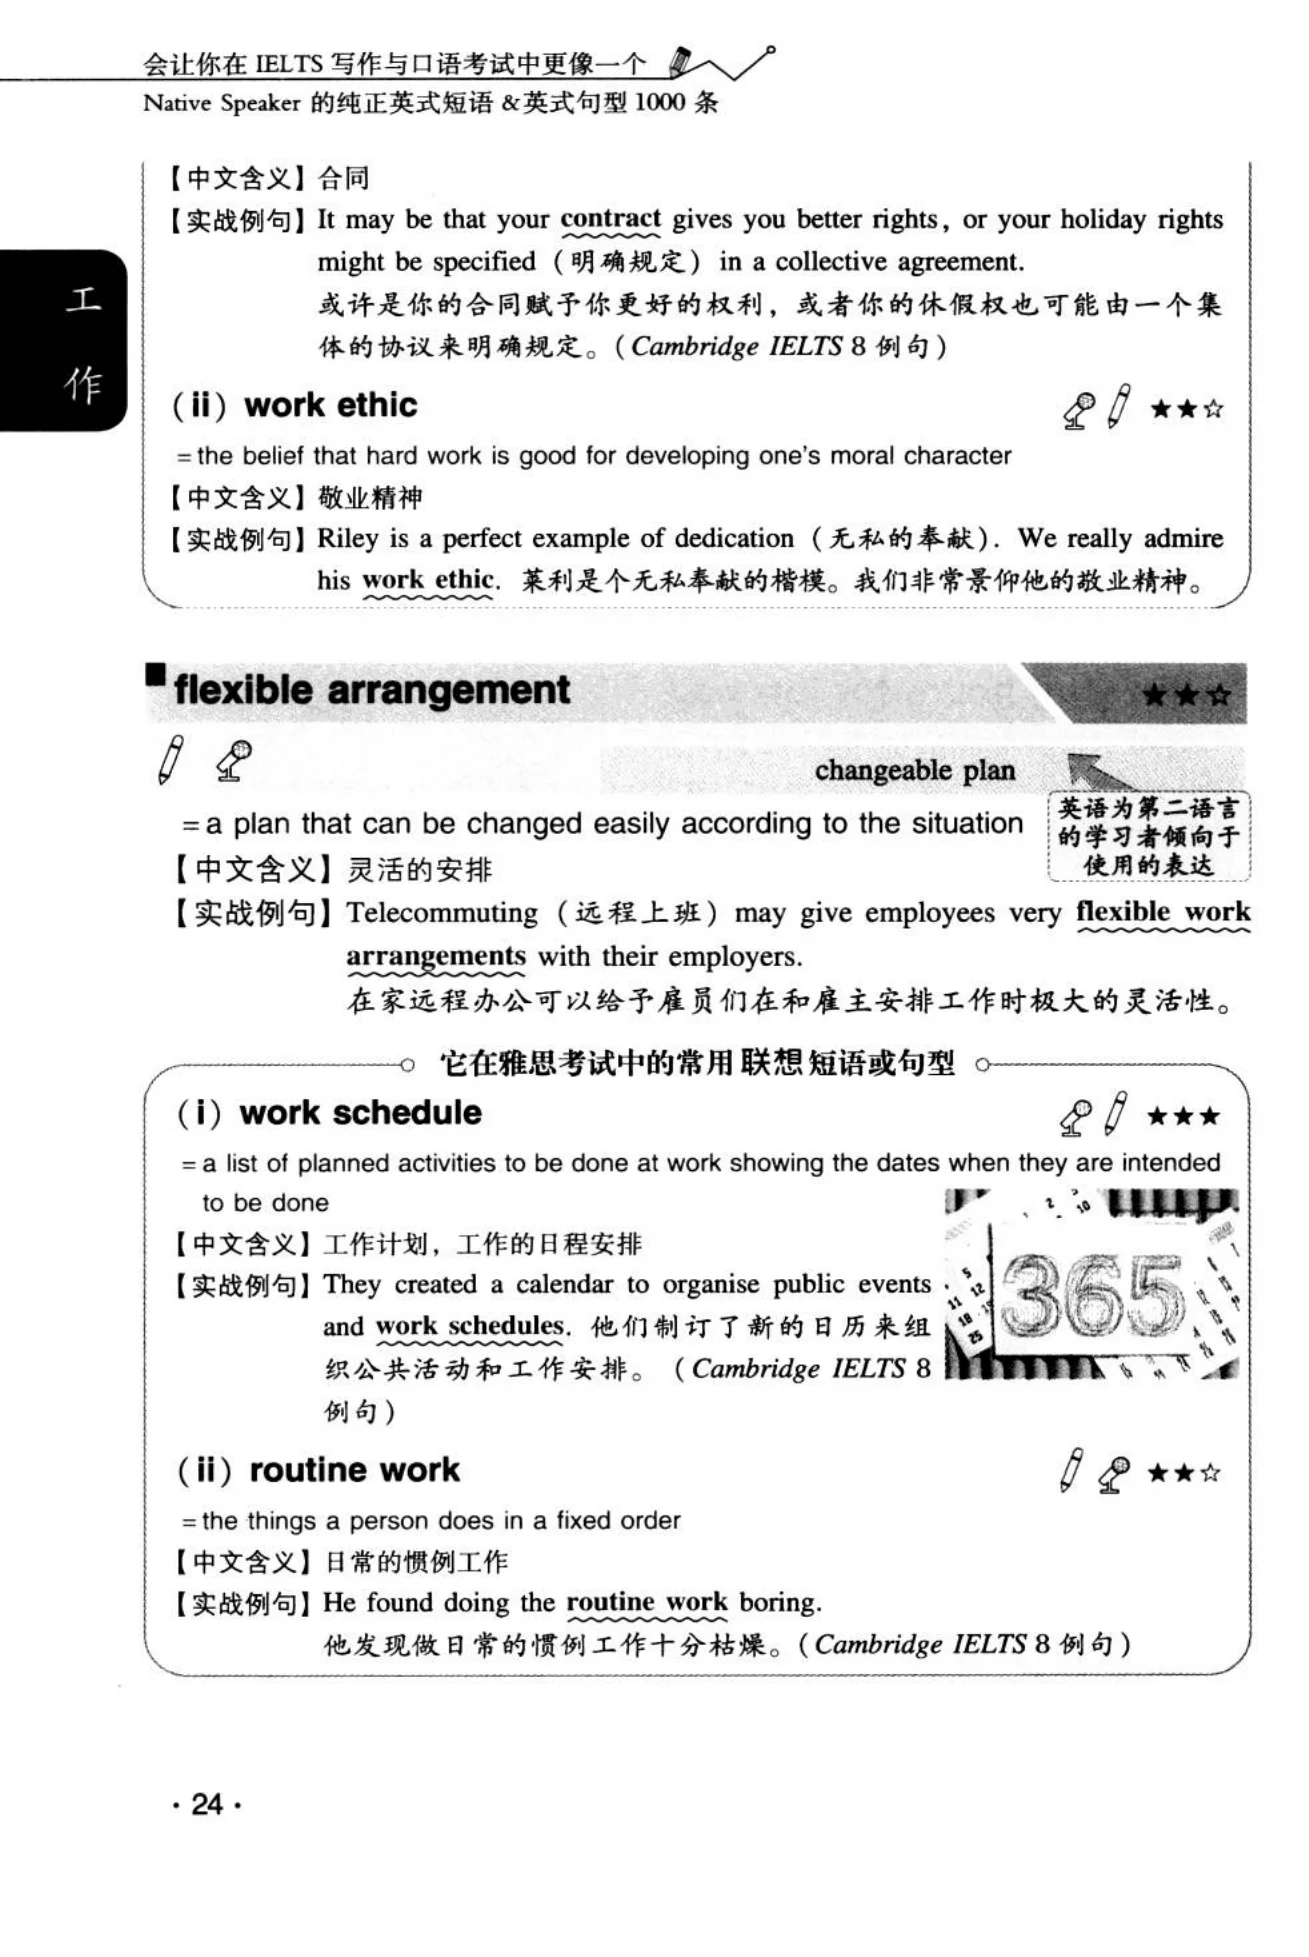 会让你在 IELTS 写作与口语考试中更像一个
Native Speaker 的纯正英式短语 &英式句型 1000 条
工
作
【中文含义】合同
【实战例句】It may be that your contract gives you better rights, or your holiday rights
might be specified (明确规定) in a collective agreement.
或许是你的合同赋予你更好的权利，或者你的休假权也可能由一个集
体的协议来明确规定。(Cambridge IELTS 8 例句)
(ii) work ethic ★★☆
=the belief that hard work is good for developing one's moral character
【中文含义】敬业精神
【实战例句】Riley is a perfect example of dedication (无私的奉献). We really admire
his work ethic. 莱利是个无私奉献的楷模。我们非常景仰他的敬业精神。
flexible arrangement ★★☆
changeable plan
=a plan that can be changed easily according to the situation
英语为第二语言
的学习者倾向于
使用的表达
【中文含义】灵活的安排
【实战例句】Telecommuting (远程上班) may give employees very flexible work
arrangements with their employers.
在家远程办公可以给予雇员们在和雇主安排工作时极大的灵活性。
它在雅思考试中的常用联想短语或句型
(i) work schedule ★★★
=a list of planned activities to be done at work showing the dates when they are intended
to be done
【中文含义】工作计划，工作的日程安排
【实战例句】They created a calendar to organise public events
and work schedules. 他们制订了新的日历来组
织公共活动和工作安排。 (Cambridge IELTS 8
例句)
365
(ii) routine work ★★☆
=the things a person does in a fixed order
【中文含义】日常的惯例工作
【实战例句】He found doing the routine work boring.
他发现做日常的惯例工作十分枯燥。(Cambridge IELTS 8 例句)
· 24 ·